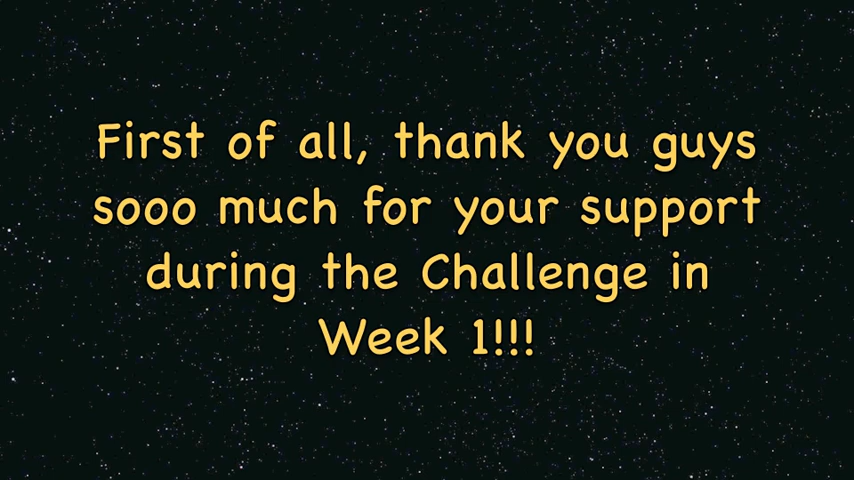 First of all, thank you guys
sooo much for your support
during the Challenge in
Week 1!!!